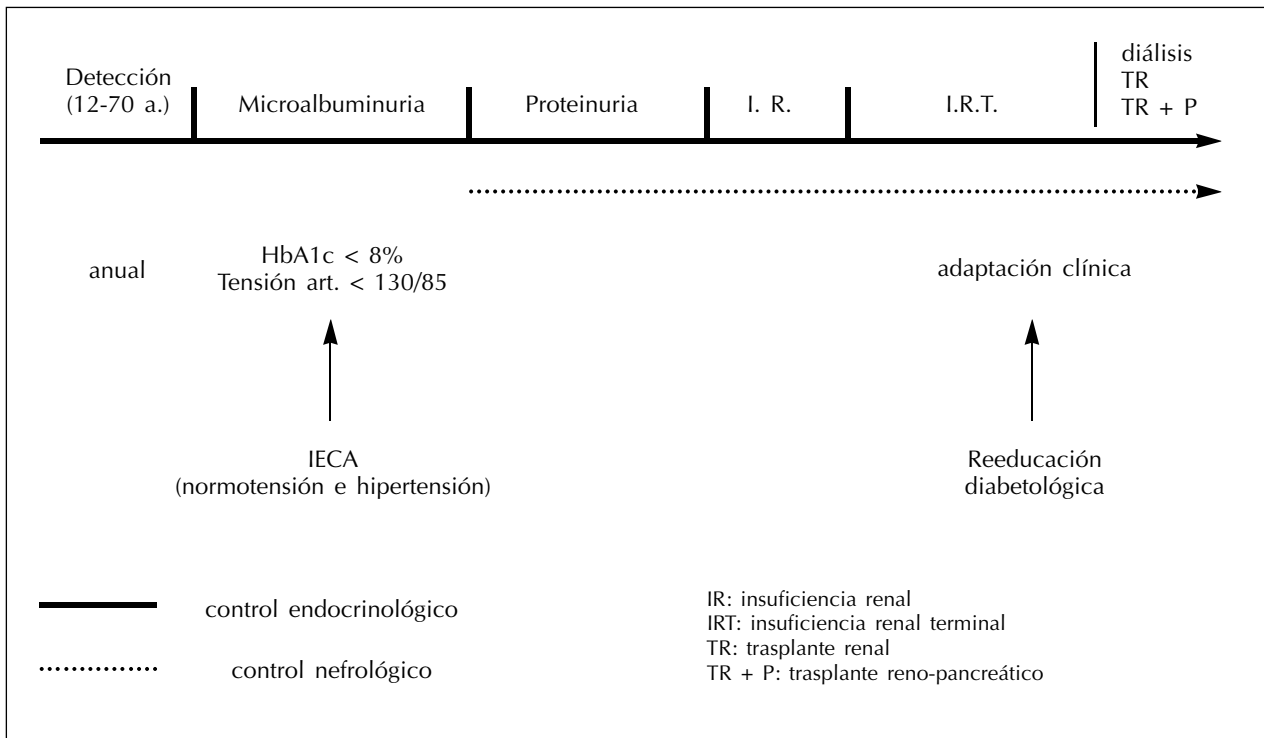 Detección
(12-70 a.)
Microalbuminuria
Proteinuria
I. R.
I.R.T.
diálisis
TR
TR + P
anual
HbA1c < 8%
Tensión art. < 130/85
adaptación clínica
IECA
(normotensión e hipertensión)
Reeducación
diabetológica
control endocrinológico
control nefrológico
IR: insuficiencia renal
IRT: insuficiencia renal terminal
TR: trasplante renal
TR + P: trasplante reno-pancreático